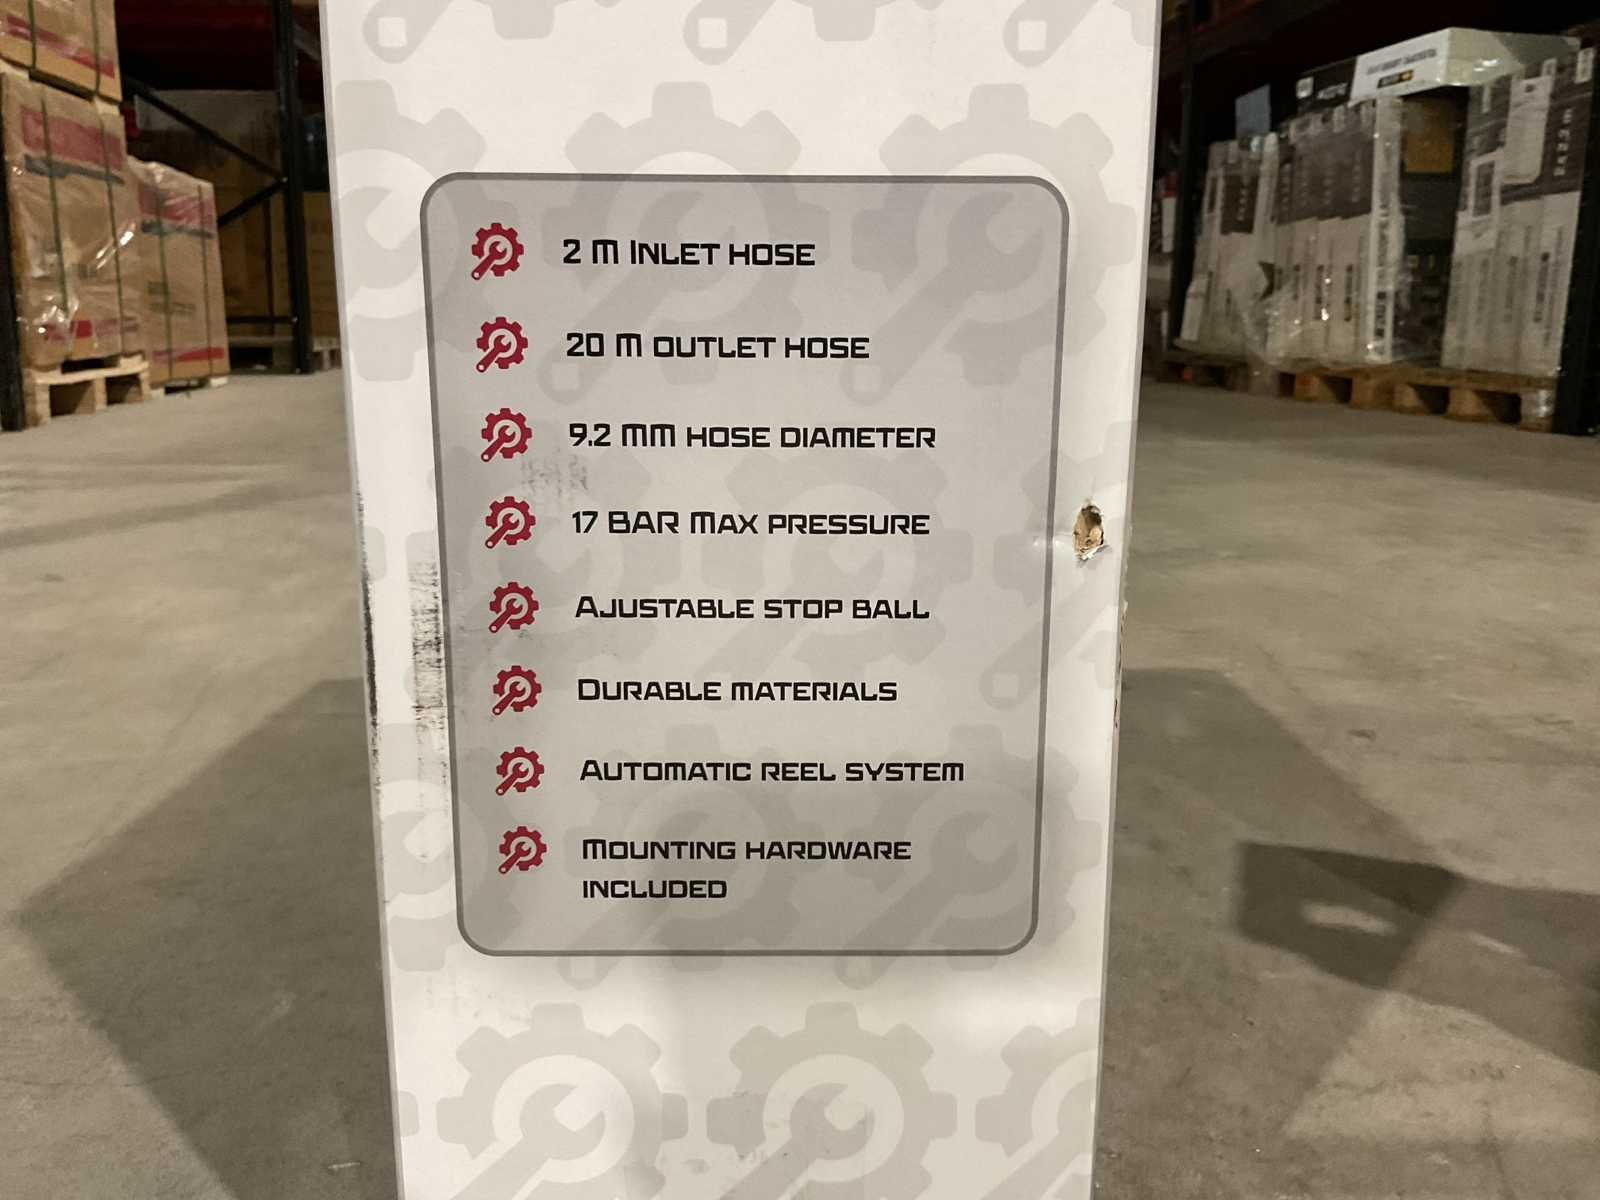 2 m Inlet hose
20 m outlet hose
9.2 mm hose diameter
17 BAR Max pressure
Ajustable stop ball
Durable materials
Automatic reel system
Mounting hardware
included